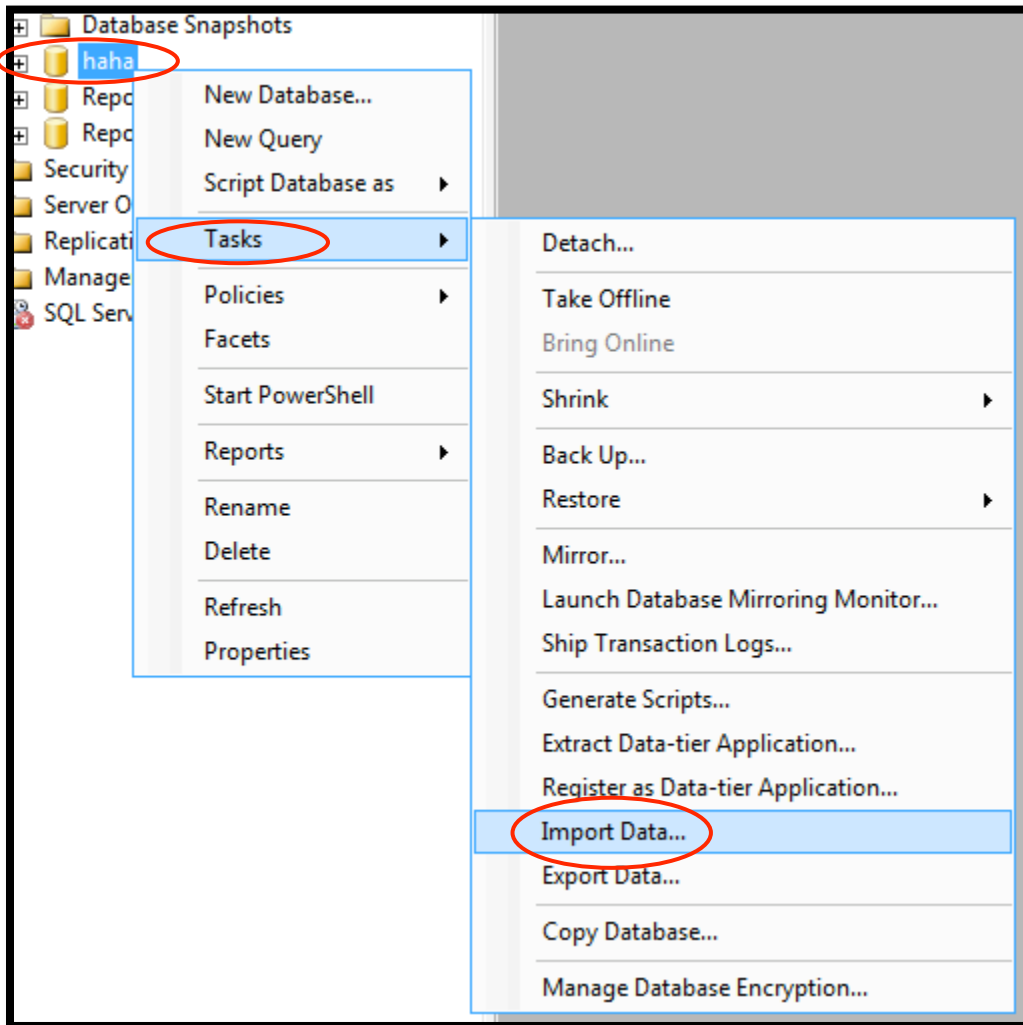 Database Snapshots
haha
Repo
Repo
Security
Server O
Replicati
Manage
SQL Serv
New Database...
New Query
Script Database as
Tasks
Policies
Facets
Start PowerShell
Reports
Rename
Delete
Refresh
Properties
Detach...
Take Offline
Bring Online
Shrink
Back Up...
Restore
Mirror...
Launch Database Mirroring Monitor...
Ship Transaction Logs...
Generate Scripts...
Extract Data-tier Application...
Register as Data-tier Application...
Import Data...
Export Data...
Copy Database...
Manage Database Encryption...